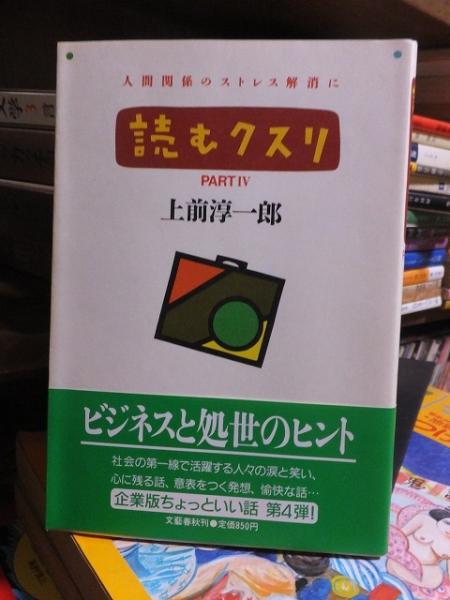 人間関係のストレス解消に
読むクスリ
PART IV
上前淳一郎
ビジネスと処世のヒント
社会の第一線で活躍する人々の涙と笑い、
心に残る話、意表をつく発想、愉快な話…
企業版ちょっといい話 第4弾!
文藝春秋刊●定価850円